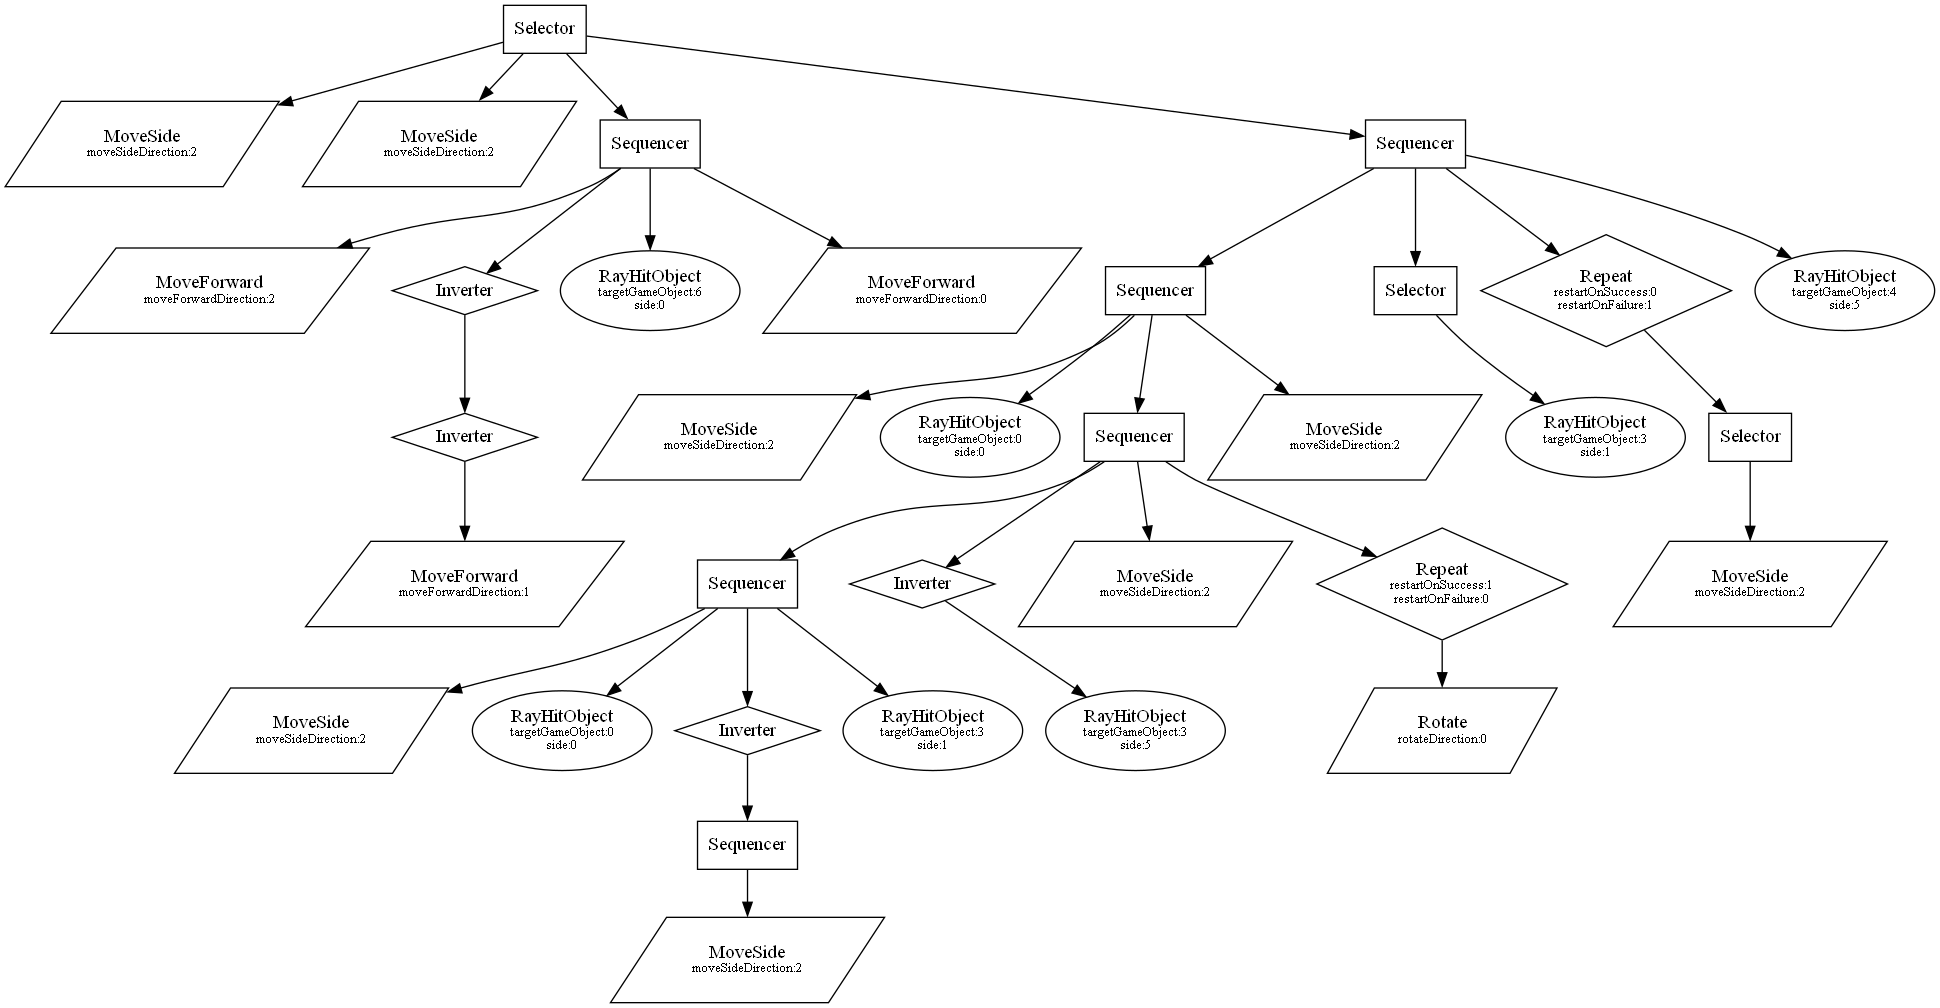 Selector
MoveSide
moveSideDirection:2
MoveSide
moveSideDirection:2
Sequencer
Sequencer
MoveForward
moveForwardDirection:2
Inverter
RayHitObject
targetGameObject:6
side:0
MoveForward
moveForwardDirection:0
Sequencer
Selector
Repeat
restartOnSuccess:0
restartOnFailure:1
RayHitObject
targetGameObject:4
side:5
Inverter
MoveSide
moveSideDirection:2
RayHitObject
targetGameObject:0
side:0
Sequencer
MoveSide
moveSideDirection:2
RayHitObject
targetGameObject:3
side:1
Selector
MoveForward
moveForwardDirection:1
Sequencer
Inverter
MoveSide
moveSideDirection:2
Repeat
restartOnSuccess:1
restartOnFailure:0
MoveSide
moveSideDirection:2
MoveSide
moveSideDirection:2
RayHitObject
targetGameObject:0
side:0
Inverter
RayHitObject
targetGameObject:3
side:1
RayHitObject
targetGameObject:3
side:5
Rotate
rotateDirection:0
Sequencer
MoveSide
moveSideDirection:2